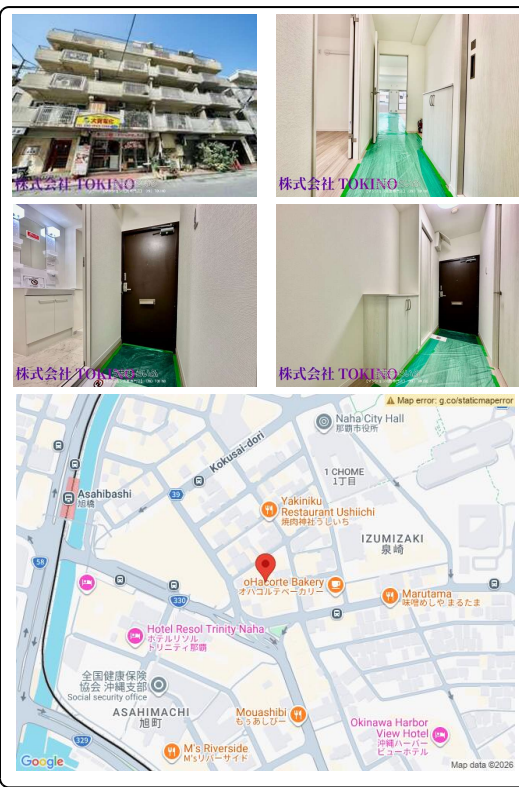 大賀電化
株式会社 TOKINO
株式会社 TOKINO
株式会社 TOKINO
株式会社 TOKINO
Map error: g.co/staticmaperror
Naha City Hall
那覇市役所
Kokusai-dori
1 CHOME
1丁目
Asahibashi
旭橋
39
Yakiniku
Restaurant Ushiichi
焼肉神社うしいち
IZUMIZAKI
泉崎
58
oHacorte Bakery
オハコルテベーカリー
Marutama
味噌めしや まるたま
330
Hotel Resol Trinity Naha
ホテルリソル
トリニティ那覇
全国健康保険
協会 沖縄支部
Social security office
ASAHIMACHI
旭町
Mouashibi
もぅあしびー
Okinawa Harbor
View Hotel
沖縄ハーバー
ビューホテル
329
M's Riverside
M'sリバーサイド
Google
Map data ©2026